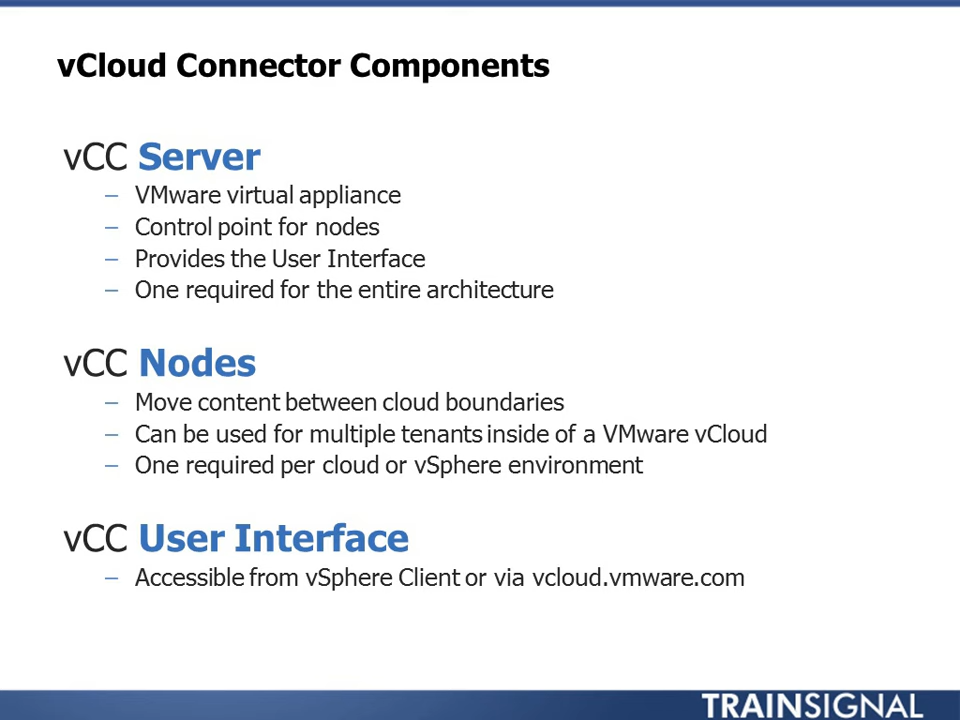 vCloud Connector Components
vCC Server
– VMware virtual appliance
– Control point for nodes
– Provides the User Interface
– One required for the entire architecture
vCC Nodes
– Move content between cloud boundaries
– Can be used for multiple tenants inside of a VMware vCloud
– One required per cloud or vSphere environment
vCC User Interface
– Accessible from vSphere Client or via vcloud.vmware.com
TRAINSIGNAL